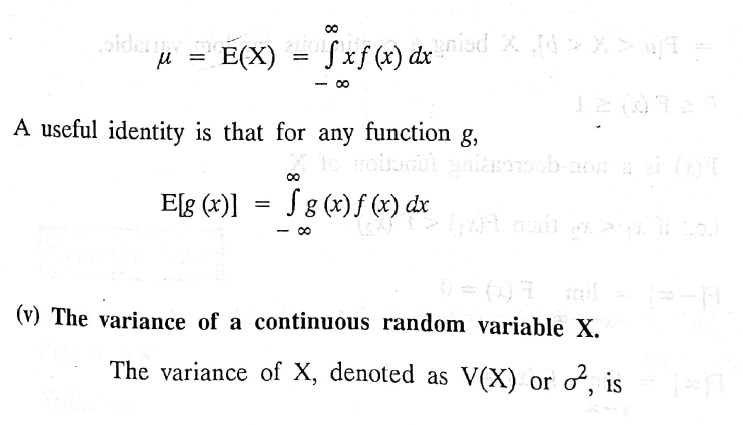 μ = E(X) = ∫_{-∞}^{∞} x f (x) dx
A useful identity is that for any function g,
E[g (x)] = ∫_{-∞}^{∞} g (x) f (x) dx
(v) The variance of a continuous random variable X.
The variance of X, denoted as V(X) or σ², is